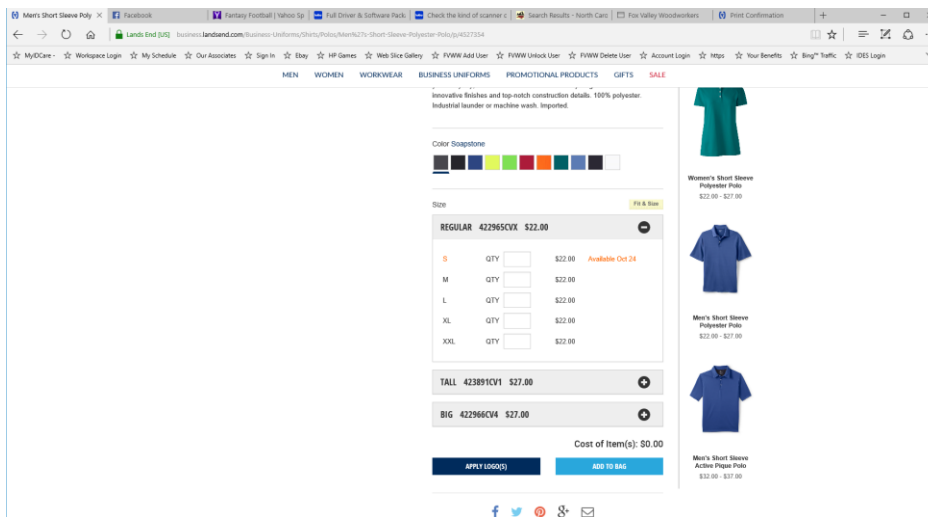 Men's Short Sleeve Poly
Facebook
Fantasy Football | Yahoo Sp
Full Driver & Software Pack
Check the kind of scanner c
Search Results - North Caro
Fox Valley Woodworkers
Print Confirmation
Lands End [US] business.landsend.com/Business-Uniforms/Shirts/Polos/Men%27s-Short-Sleeve-Polyester-Polo/p/4527334
MyIDCare - Workspace Login My Schedule Our Associates Sign In Ebay HP Games Web Slice Gallery FVWW Add User FVWW Unlock User FVWW Delete User Account Login https Your Benefits Bing™ Traffic IDES Login
MEN WOMEN WORKWEAR BUSINESS UNIFORMS PROMOTIONAL PRODUCTS GIFTS SALE
innovative finishes and top-notch construction details. 100% polyester.
Industrial launder or machine wash. Imported.
Color Soapstone
Size Fit & Size
REGULAR 422965CVX $22.00
S QTY $22.00 Available Oct 24
M QTY $22.00
L QTY $22.00
XL QTY $22.00
XXL QTY $22.00
TALL 423891CV1 $27.00
BIG 422966CV4 $27.00
Cost of Item(s): $0.00
APPLY LOGO(S) ADD TO BAG
Women's Short Sleeve
Polyester Polo
$22.00 - $27.00
Men's Short Sleeve
Polyester Polo
$22.00 - $27.00
Men's Short Sleeve
Active Pique Polo
$32.00 - $37.00